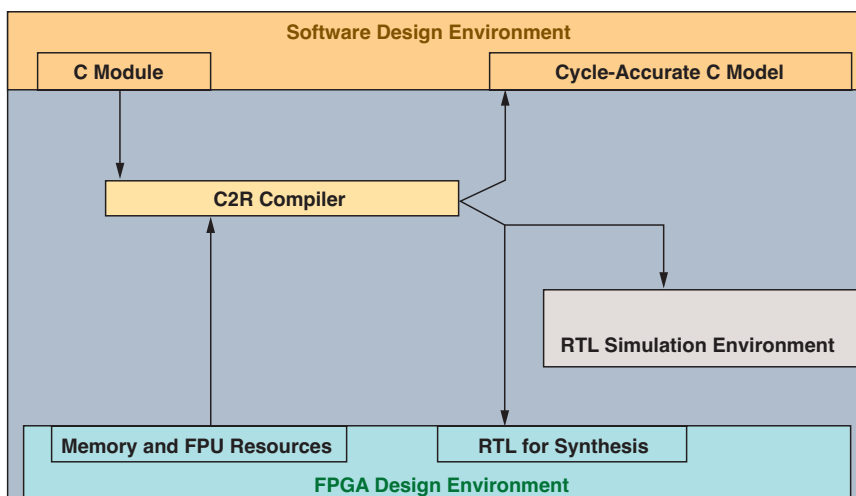 Software Design Environment
C Module
Cycle-Accurate C Model
C2R Compiler
RTL Simulation Environment
Memory and FPU Resources
RTL for Synthesis
FPGA Design Environment